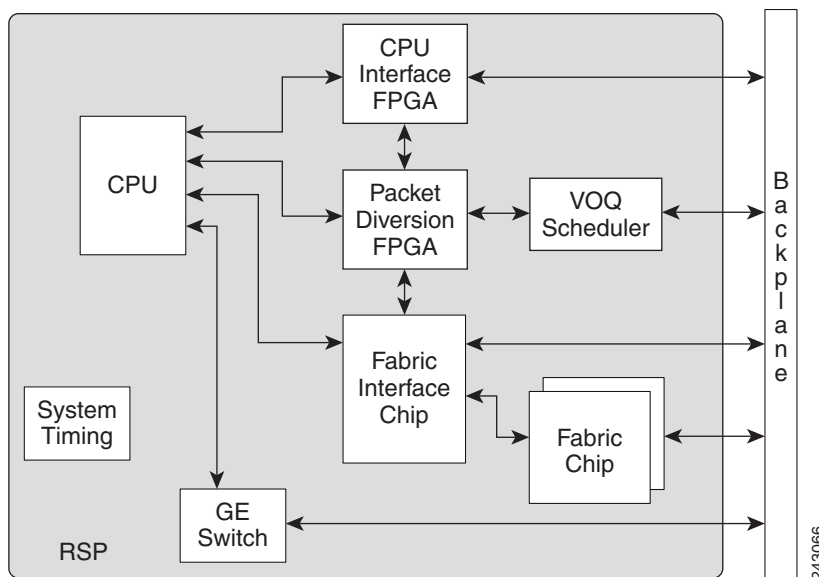 CPU
Interface
FPGA
CPU
Packet
Diversion
FPGA
VOQ
Scheduler
Backplane
Fabric
Interface
Chip
System
Timing
Fabric
Chip
GE
Switch
RSP
243066